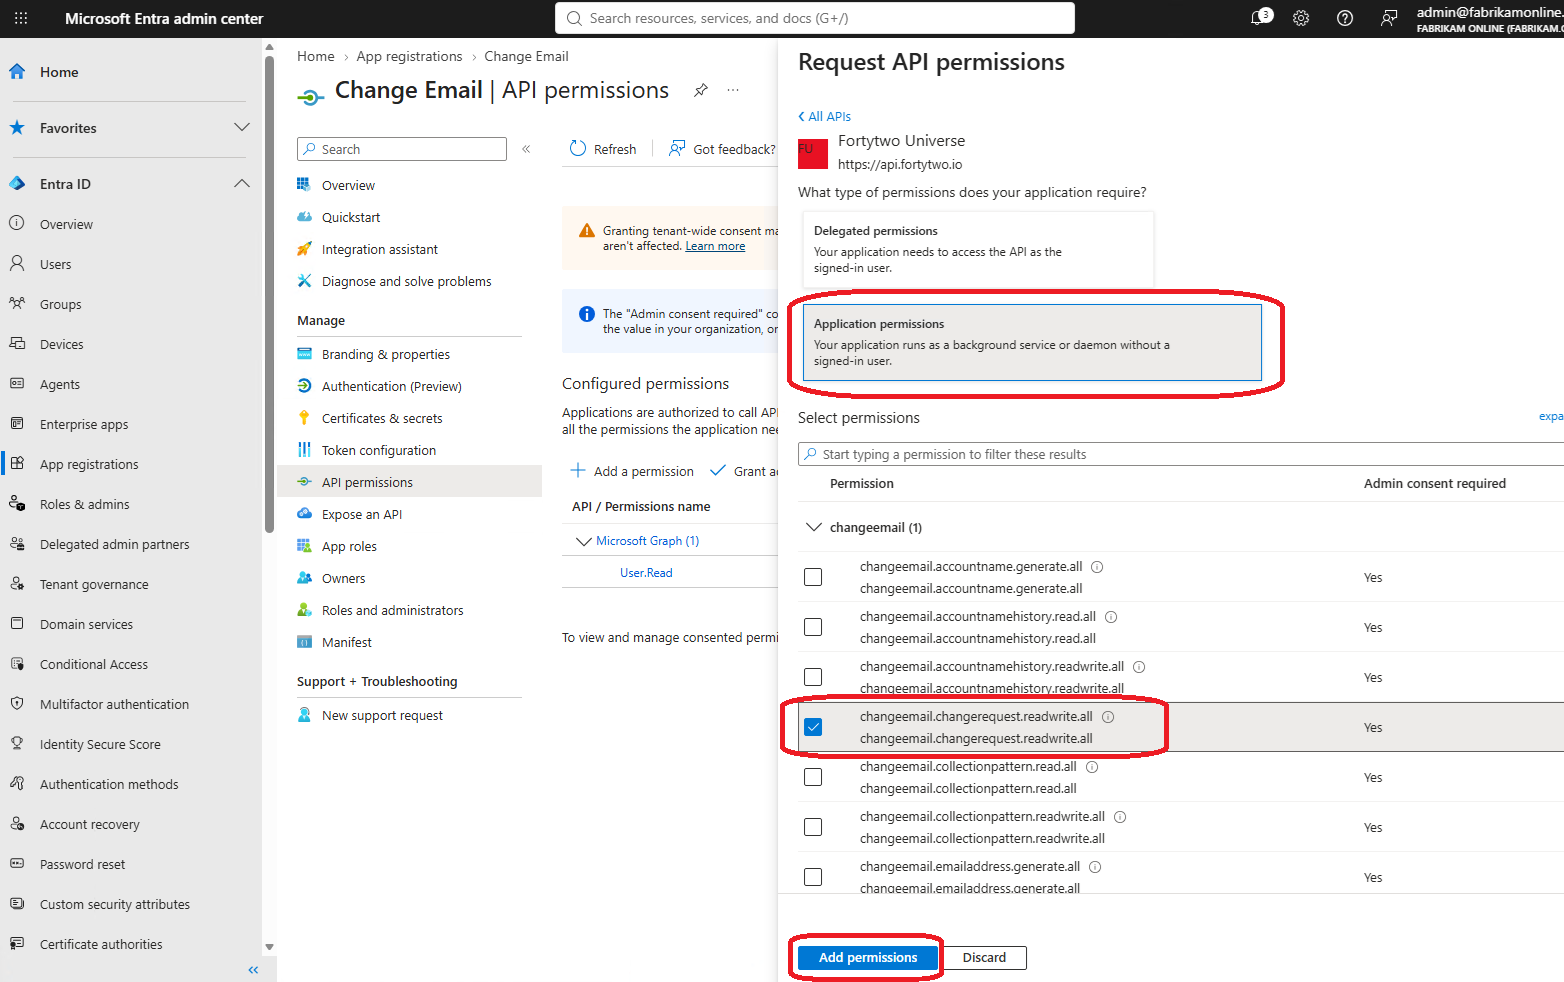 Microsoft Entra admin center
Search resources, services, and docs (G+/)
3
admin@fabrikamonline.
FABRIKAM ONLINE (FABRIKAM.O
Home
Favorites
Entra ID
Overview
Users
Groups
Devices
Agents
Enterprise apps
App registrations
Roles & admins
Delegated admin partners
Tenant governance
Domain services
Conditional Access
Multifactor authentication
Identity Secure Score
Authentication methods
Account recovery
Password reset
Custom security attributes
Certificate authorities
Home > App registrations > Change Email
Change Email | API permissions
Search
Overview
Quickstart
Integration assistant
Diagnose and solve problems
Manage
Branding & properties
Authentication (Preview)
Certificates & secrets
Token configuration
API permissions
Expose an API
App roles
Owners
Roles and administrators
Manifest
Support + Troubleshooting
New support request
Refresh
Got feedback?
Granting tenant-wide consent ma
aren't affected. Learn more
The "Admin consent required" co
the value in your organization, or
Configured permissions
Applications are authorized to call AP
all the permissions the application nee
Add a permission
Grant a
API / Permissions name
Microsoft Graph (1)
User.Read
To view and manage consented permi
Request API permissions
All APIs
FU
Fortytwo Universe
https://api.fortytwo.io
What type of permissions does your application require?
Delegated permissions
Your application needs to access the API as the
signed-in user.
Application permissions
Your application runs as a background service or daemon without a
signed-in user.
Select permissions
expa
Start typing a permission to filter these results
Permission
Admin consent required
changeemail (1)
changeemail.accountname.generate.all
changeemail.accountname.generate.all
Yes
changeemail.accountnamehistory.read.all
changeemail.accountnamehistory.read.all
Yes
changeemail.accountnamehistory.readwrite.all
changeemail.accountnamehistory.readwrite.all
Yes
changeemail.changerequest.readwrite.all
changeemail.changerequest.readwrite.all
Yes
changeemail.collectionpattern.read.all
changeemail.collectionpattern.read.all
Yes
changeemail.collectionpattern.readwrite.all
changeemail.collectionpattern.readwrite.all
Yes
changeemail.emailaddress.generate.all
changeemail.emailaddress.generate.all
Yes
Add permissions
Discard